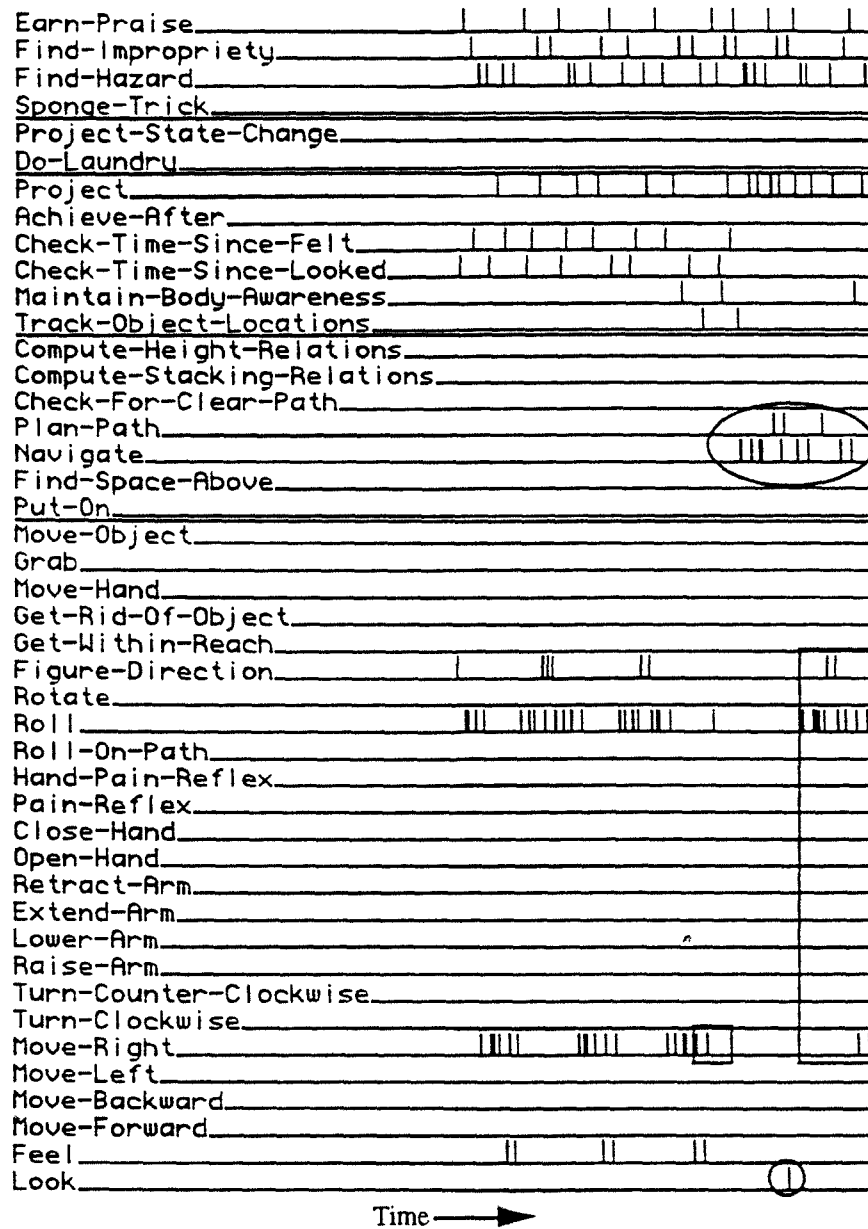 Earn-Praise
Find-Impropriety
Find-Hazard
Sponge-Trick
Project-State-Change
Do-Laundry
Project
Achieve-After
Check-Time-Since-Felt
Check-Time-Since-Looked
Maintain-Body-Awareness
Track-Object-Locations
Compute-Height-Relations
Compute-Stacking-Relations
Check-For-Clear-Path
Plan-Path
Navigate
Find-Space-Above
Put-On
Move-Object
Grab
Move-Hand
Get-Rid-Of-Object
Get-Within-Reach
Figure-Direction
Rotate
Roll
Roll-On-Path
Hand-Pain-Reflex
Pain-Reflex
Close-Hand
Open-Hand
Retract-Arm
Extend-Arm
Lower-Arm
Raise-Arm
Turn-Counter-Clockwise
Turn-Clockwise
Move-Right
Move-Left
Move-Backward
Move-Forward
Feel
Look
Time